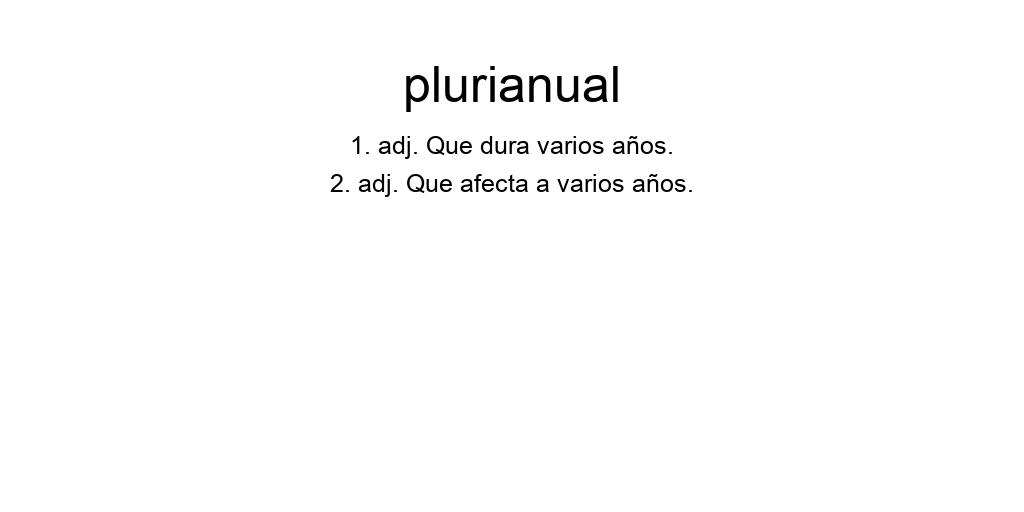 plurianual
1. adj. Que dura varios años.
2. adj. Que afecta a varios años.